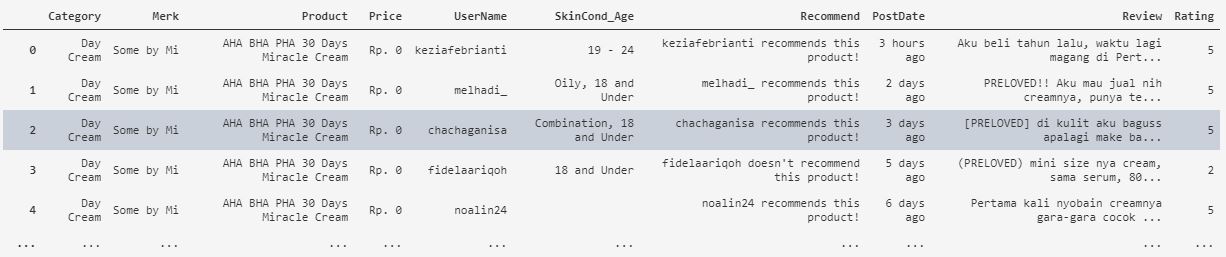 Category Merk Product Price UserName SkinCond_Age Recommend PostDate Review Rating
0 Day Cream Some by Mi AHA BHA PHA 30 Days Miracle Cream Rp. 0 keziafebrianti 19 - 24 keziafebrianti recommends this product! 3 hours ago Aku beli tahun lalu, waktu lagi magang di Pert... 5
1 Day Cream Some by Mi AHA BHA PHA 30 Days Miracle Cream Rp. 0 melhadi_ Oily, 18 and Under melhadi_ recommends this product! 2 days ago PRELOVED!! Aku mau jual nih creamnya, punya te... 5
2 Day Cream Some by Mi AHA BHA PHA 30 Days Miracle Cream Rp. 0 chachaganisa Combination, 18 and Under chachaganisa recommends this product! 3 days ago [PRELOVED] di kulit aku baguss apalagi make ba... 5
3 Day Cream Some by Mi AHA BHA PHA 30 Days Miracle Cream Rp. 0 fidelaariqoh 18 and Under fidelaariqoh doesn't recommend this product! 5 days ago (PRELOVED) mini size nya cream, sama serum, 80... 2
4 Day Cream Some by Mi AHA BHA PHA 30 Days Miracle Cream Rp. 0 noalin24 noalin24 recommends this product! 6 days ago Pertama kali nyobain creamnya gara-gara cocok ... 5
... ... ... ... ... ... ... ... ... ... ...